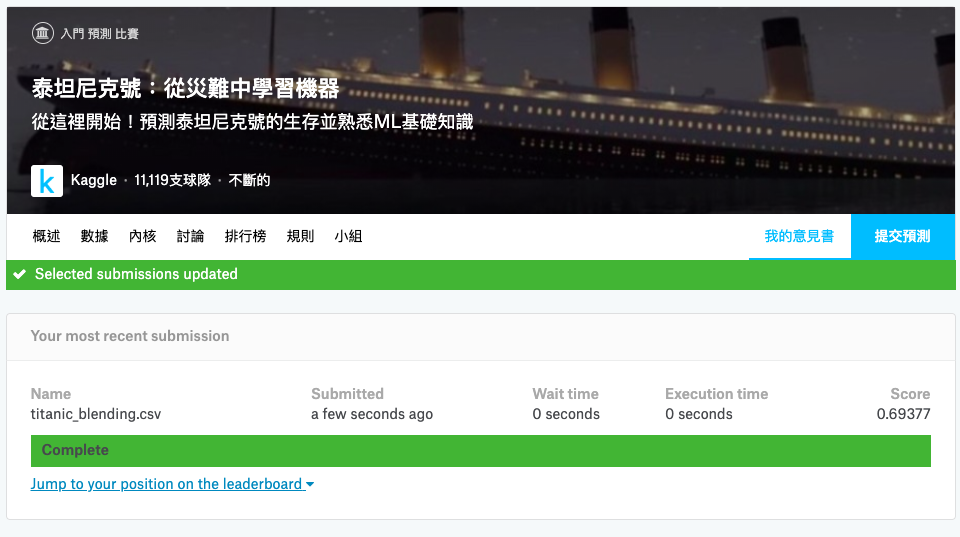 入門 預測 比賽
泰坦尼克號：從災難中學習機器
從這裡開始！預測泰坦尼克號的生存並熟悉ML基礎知識
k Kaggle · 11,119支球隊 · 不斷的
概述 數據 內核 討論 排行榜 規則 小組 我的意見書 提交預測
Selected submissions updated
Your most recent submission
Name Submitted Wait time Execution time Score
titanic_blending.csv a few seconds ago 0 seconds 0 seconds 0.69377
Complete
Jump to your position on the leaderboard